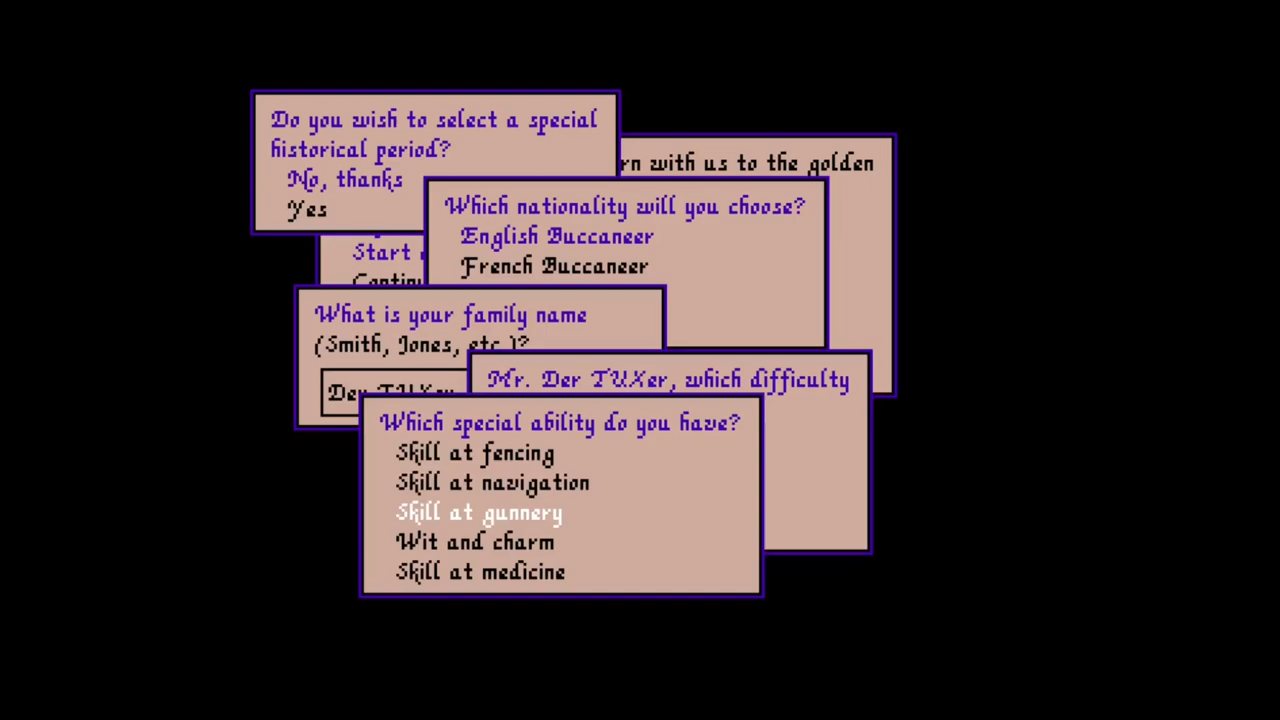 Do you wish to select a special
historical period?
No, thanks
Yes
rn with us to the golden
Which nationality will you choose?
English Buccaneer
French Buccaneer
Start
What is your family name
(Smith, Jones, etc.)?
Der TUXer
Mr. Der TUXer, which difficulty
Which special ability do you have?
Skill at fencing
Skill at navigation
Skill at gunnery
Wit and charm
Skill at medicine